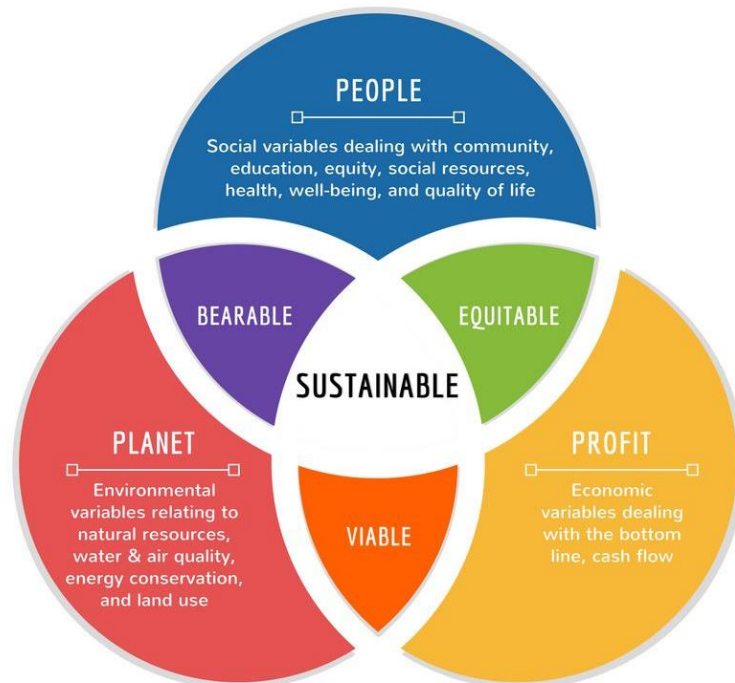 PEOPLE
Social variables dealing with community,
education, equity, social resources,
health, well-being, and quality of life
BEARABLE
EQUITABLE
SUSTAINABLE
PLANET
Environmental
variables relating to
natural resources,
water & air quality,
energy conservation,
and land use
PROFIT
Economic
variables dealing
with the bottom
line, cash flow
VIABLE